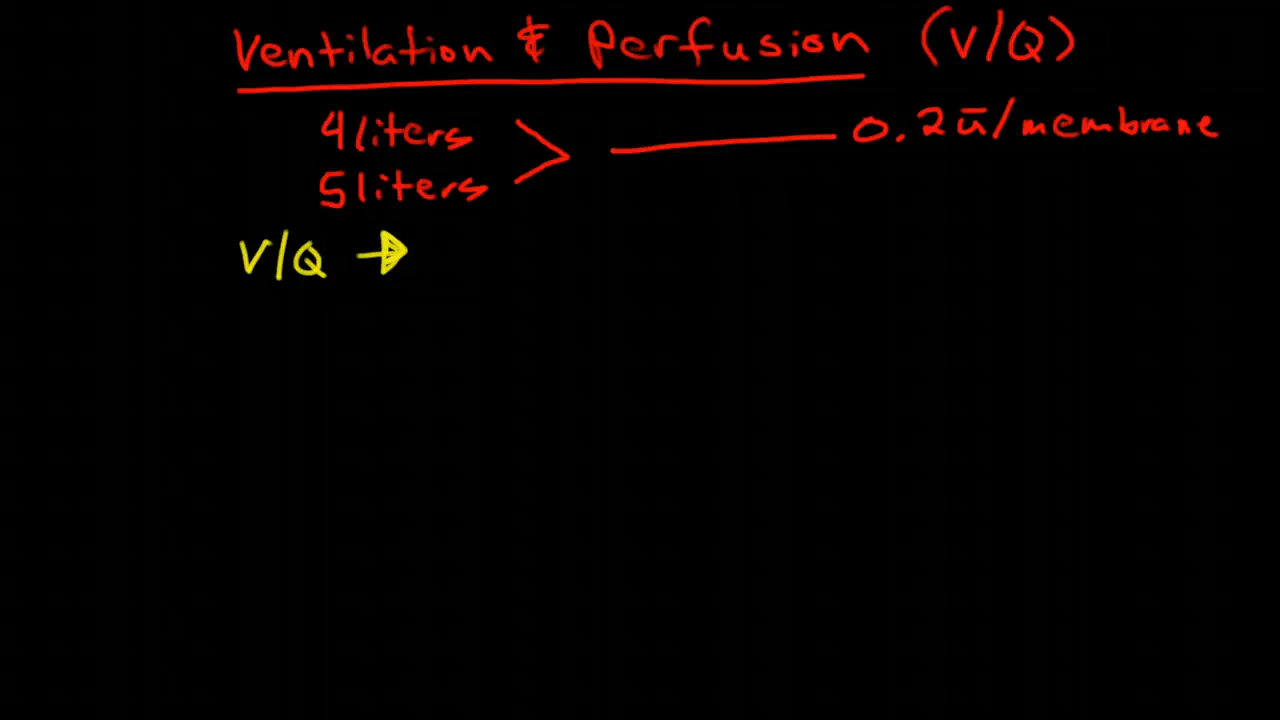 Ventilation & Perfusion (V/Q)
4 liters
0.2 ū/membrane
5 liters
V/Q →